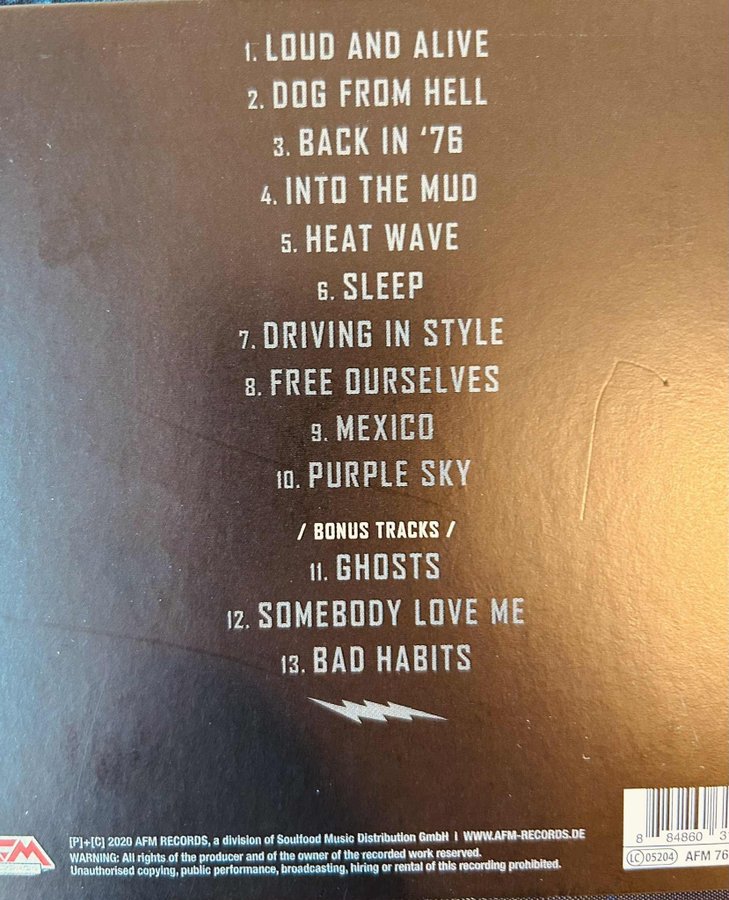 1. LOUD AND ALIVE
2. DOG FROM HELL
3. BACK IN '76
4. INTO THE MUD
5. HEAT WAVE
6. SLEEP
7. DRIVING IN STYLE
8. FREE OURSELVES
9. MEXICO
10. PURPLE SKY
/ BONUS TRACKS /
11. GHOSTS
12. SOMEBODY LOVE ME
13. BAD HABITS
[P]+[C] 2020 AFM RECORDS, a division of Soulfood Music Distribution GmbH I WWW.AFM-RECORDS.DE
WARNING: All rights of the producer and of the owner of the recorded work reserved.
Unauthorised copying, public performance, broadcasting, hiring or rental of this recording prohibited.
8 84860 3
LC 05204 AFM 76